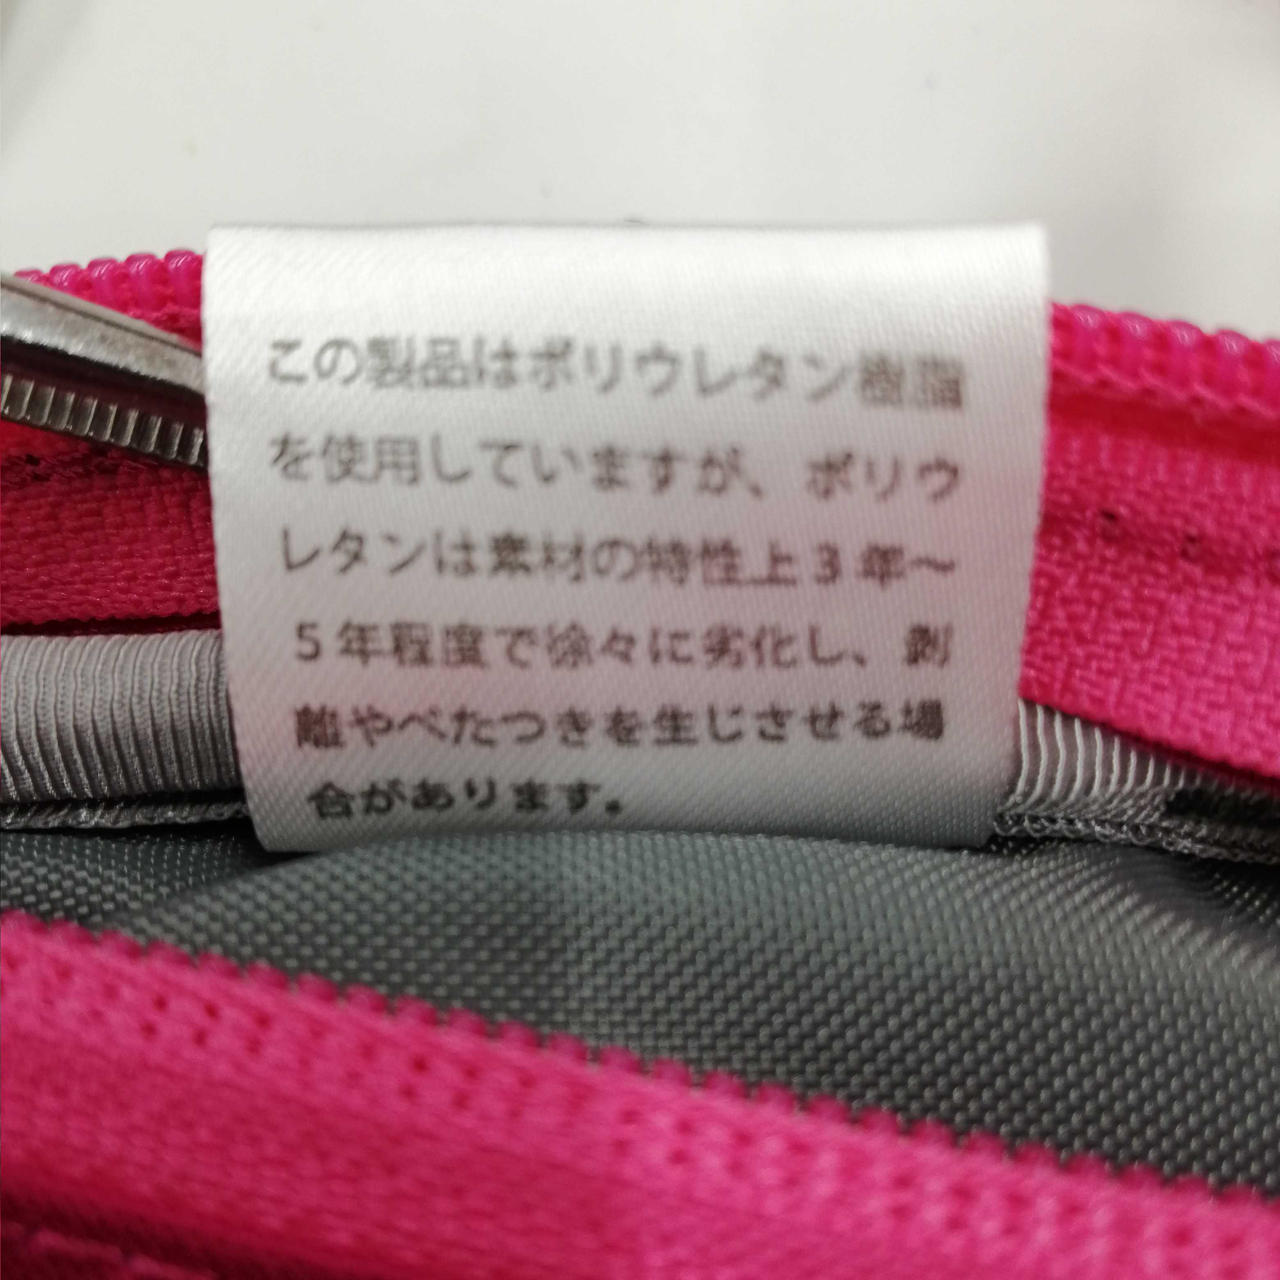 この製品はポリウレタン樹脂
を使用していますが、ポリウ
レタンは素材の特性上3年〜
5年程度で徐々に劣化し、剥
離やべたつきを生じさせる場
合があります。